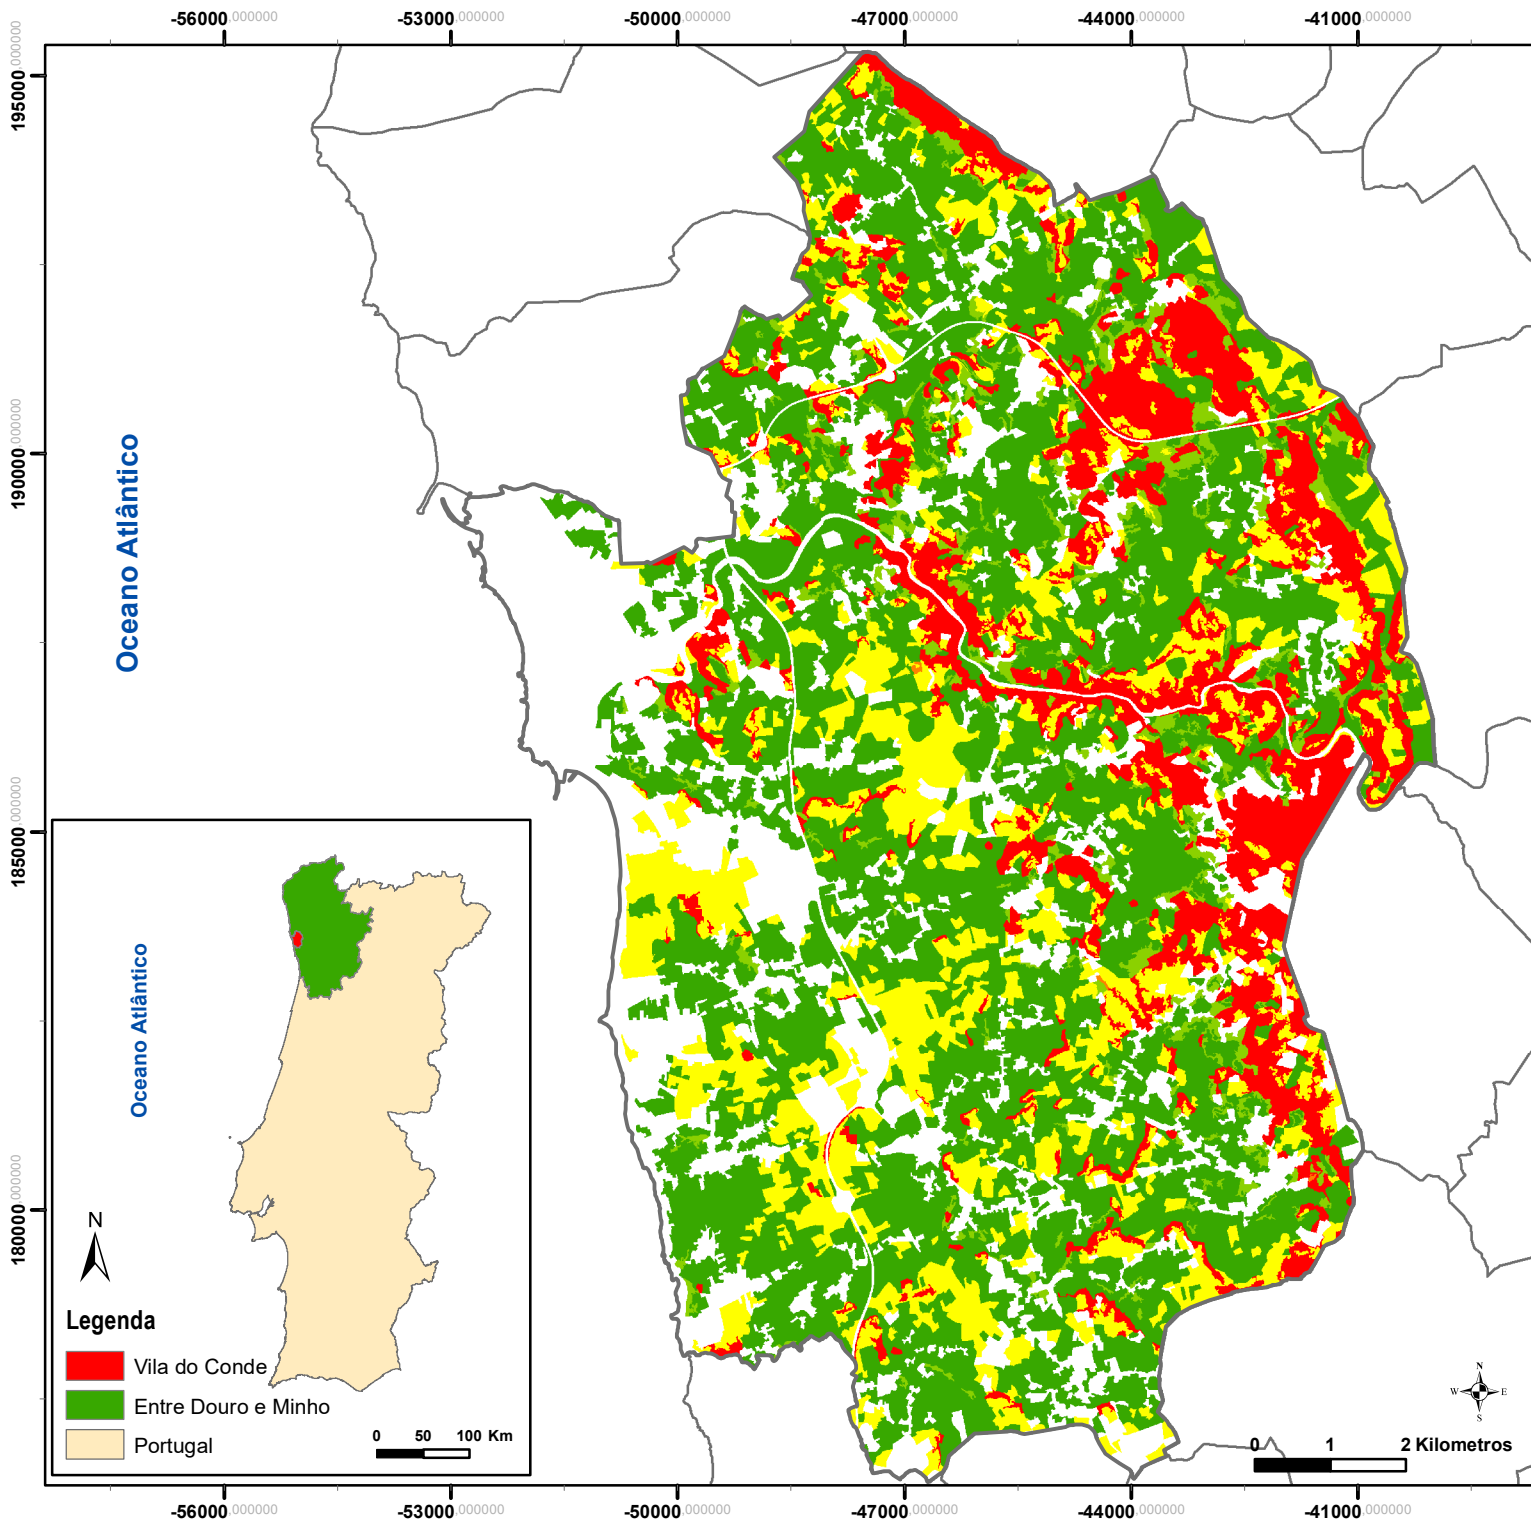 -56000,000000 -53000,000000 -50000,000000 -47000,000000 -44000,000000 -41000,000000
195000,000000
190000,000000
185000,000000
180000,000000
Oceano Atlântico
Oceano Atlântico
N
Legenda
Vila do Conde
Entre Douro e Minho
Portugal
0 50 100 Km
N
W E
S
0 1 2 Kilometros
-56000,000000 -53000,000000 -50000,000000 -47000,000000 -44000,000000 -41000,000000